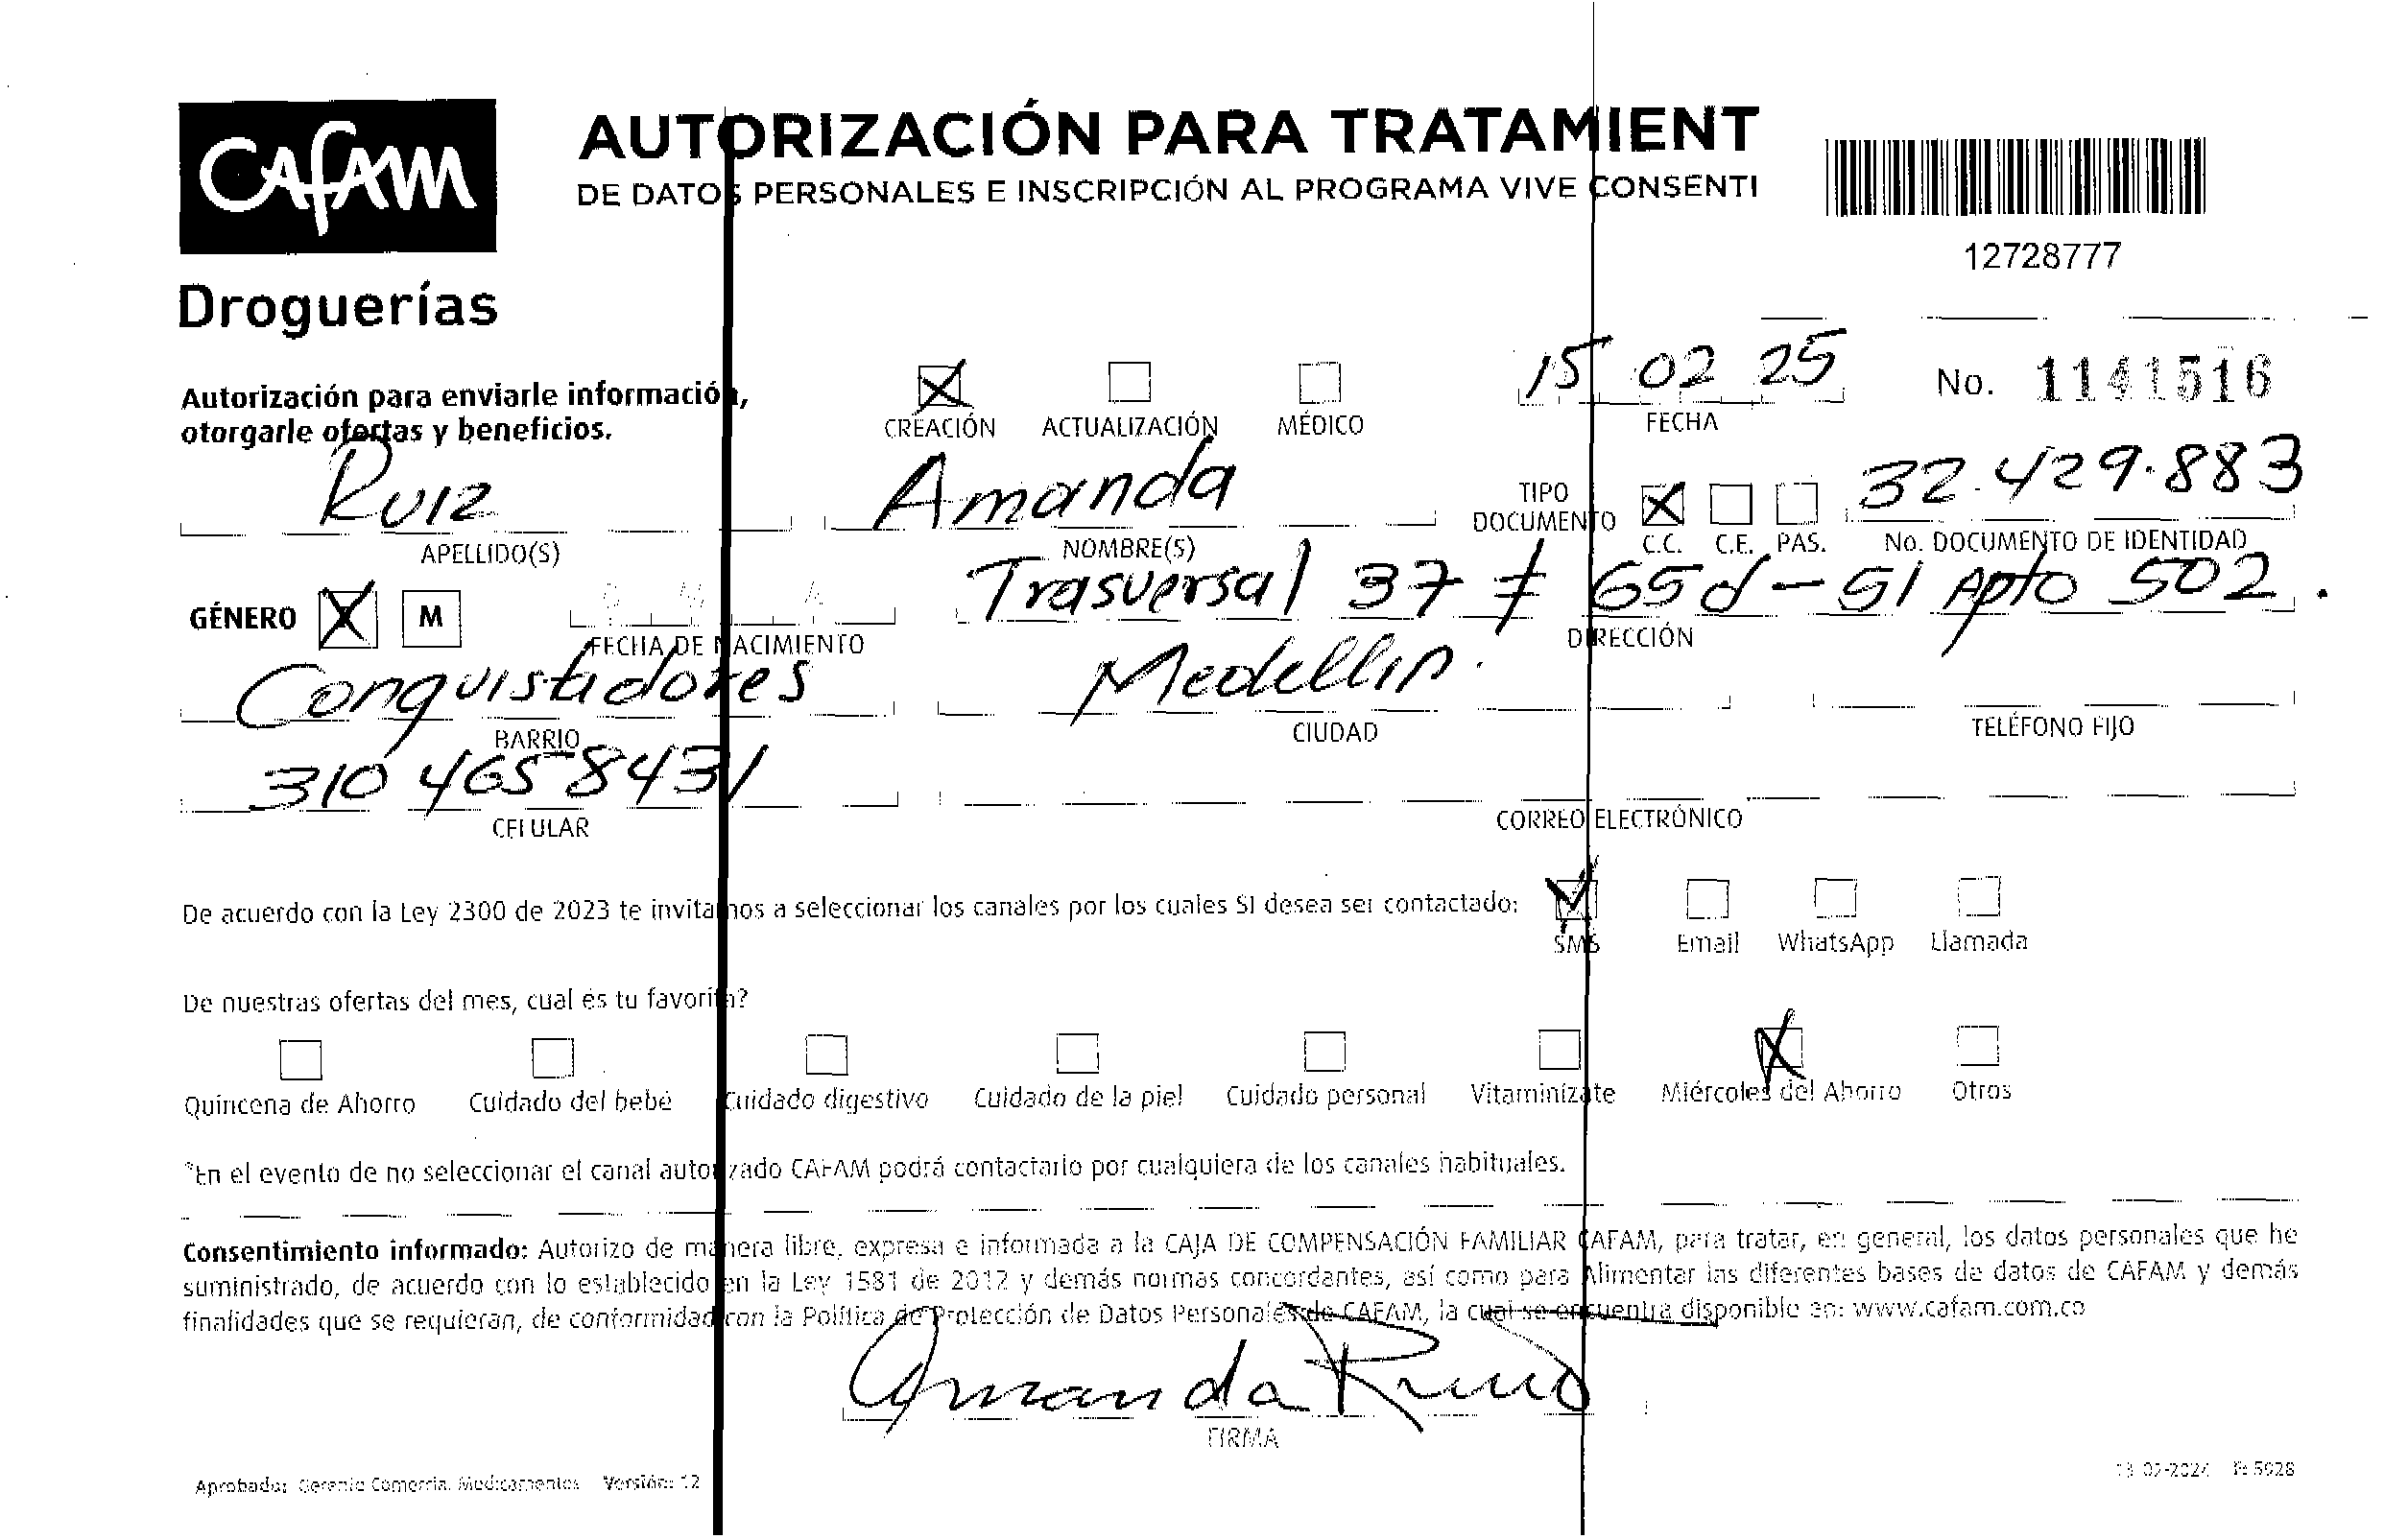 CAfAM
Droguerías
AUTORIZACIÓN PARA TRATAMIENT
DE DATOS PERSONALES E INSCRIPCIÓN AL PROGRAMA VIVE CONSENTI
12728777
Autorización para enviarle información,
otorgarle ofertas y beneficios.
CREACIÓN ACTUALIZACIÓN MÉDICO
15 02 25
FECHA
No. 1141516
Ruiz Amanda
APELLIDO(S) NOMBRE(S)
TIPO
DOCUMENTO
C.C. C.E. PAS.
32.429.883
No. DOCUMENTO DE IDENTIDAD
GÉNERO M
D M A
FECHA DE NACIMIENTO
Trasversal 37 # 65d - 51 Apto 502.
DIRECCIÓN
Conquistadores Medellin.
BARRIO CIUDAD TELÉFONO FIJO
310 465 8431
CELULAR CORREO ELECTRÓNICO
De acuerdo con la Ley 2300 de 2023 te invitamos a seleccionar los canales por los cuales SI desea ser contactado:
SMS Email WhatsApp Llamada
De nuestras ofertas del mes, cual es tu favorita?
Quincena de Ahorro Cuidado del bebé Cuidado digestivo Cuidado de la piel Cuidado personal Vitaminízate Miércoles del Ahorro Otros
*En el evento de no seleccionar el canal autorizado CAFAM podrá contactarlo por cualquiera de los canales habituales.
Consentimiento informado: Autorizo de manera libre, expresa e informada a la CAJA DE COMPENSACIÓN FAMILIAR CAFAM, para tratar, en general, los datos personales que he
suministrado, de acuerdo con lo establecido en la Ley 1581 de 2012 y demás normas concordantes, así como para Alimentar las diferentes bases de datos de CAFAM y demás
finalidades que se requieran, de conformidad con la Política de Protección de Datos Personales de CAFAM, la cual se encuentra disponible en: www.cafam.com.co
Amanda Ruiz
FIRMA
Aprobado: Gerente Comercial Medicamentos Versión: 12